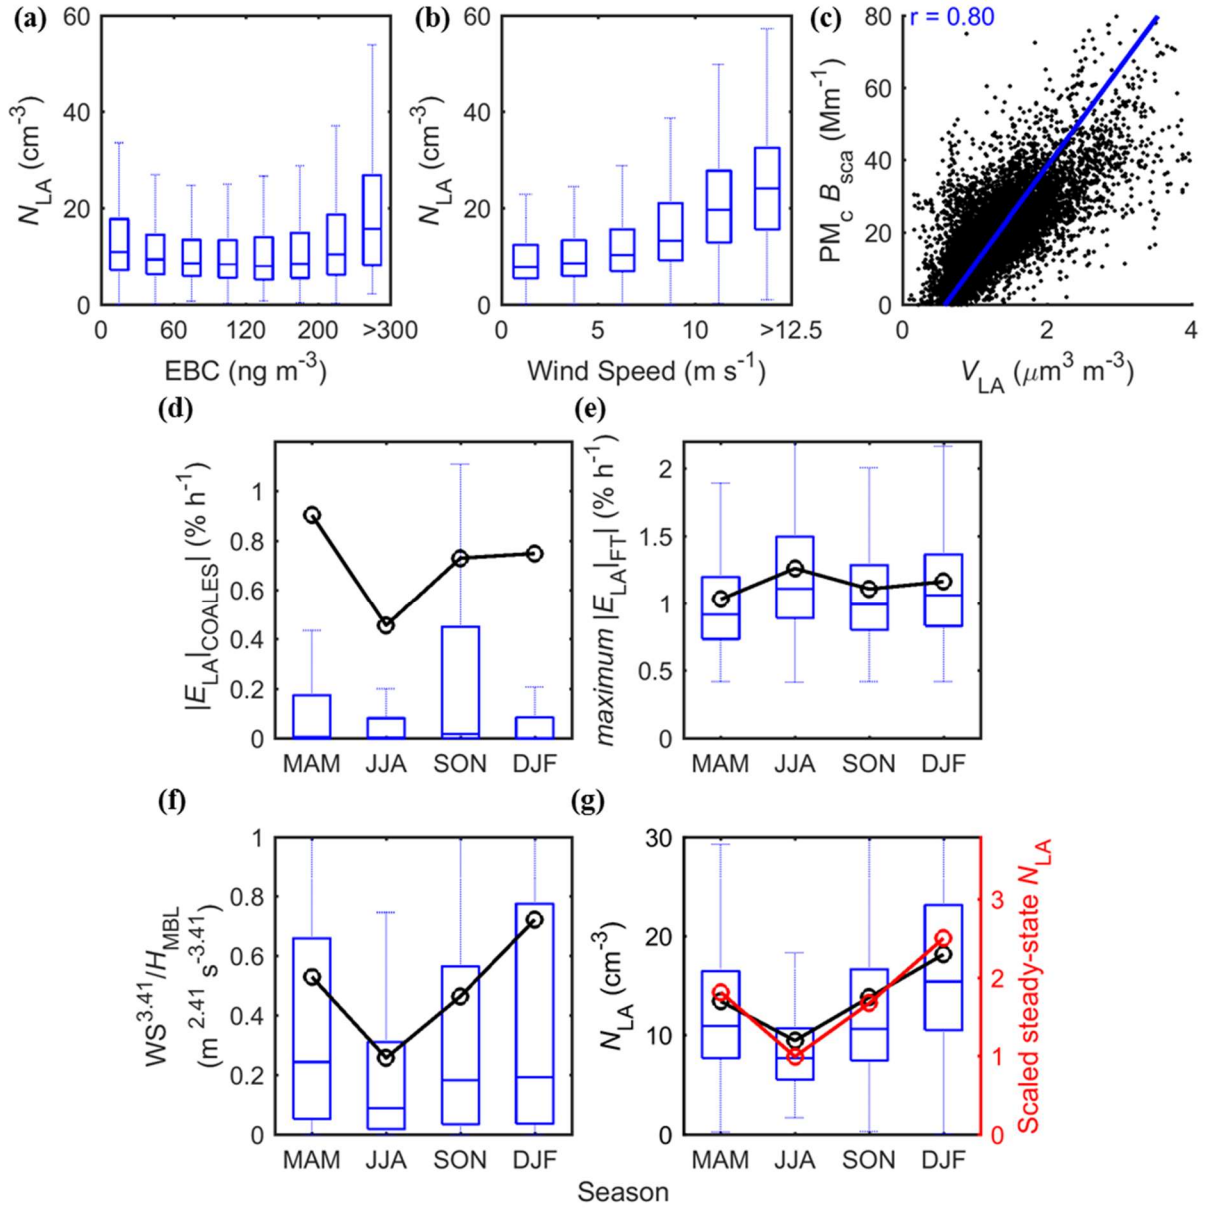 (a)
60
40
20
0
N_LA (cm^-3)
0 60 120 200 >300
EBC (ng m^-3)
(b)
60
40
20
0
N_LA (cm^-3)
0 5 10 >12.5
Wind Speed (m s^-1)
(c)
r = 0.80
80
60
40
20
0
PM_c B_sca (Mm^-1)
0 2 4
V_LA (μm^3 m^-3)
(d)
1
0.8
0.6
0.4
0.2
0
|E_LA|_COALES| (% h^-1)
MAM JJA SON DJF
(e)
2
1.5
1
0.5
0
maximum |E_LA|_FT| (% h^-1)
MAM JJA SON DJF
(f)
1
0.8
0.6
0.4
0.2
0
WS^3.41/H_MBL
(m^2.41 s^-3.41)
MAM JJA SON DJF
(g)
30
20
10
0
N_LA (cm^-3)
3
2
1
0
Scaled steady-state N_LA
MAM JJA SON DJF
Season